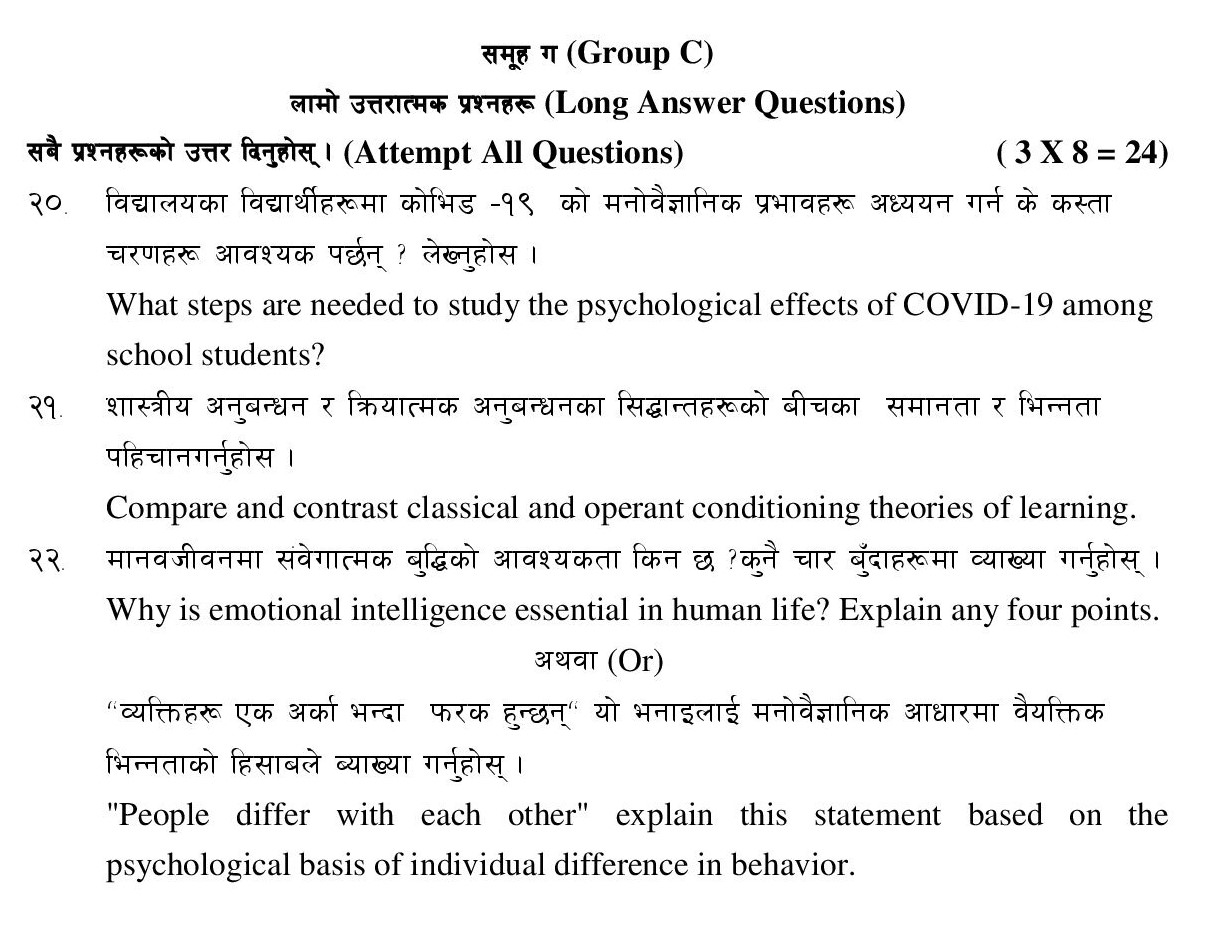 समूह ग (Group C)
लामो उत्तरात्मक प्रश्नहरू (Long Answer Questions)
सबै प्रश्नहरूको उत्तर दिनुहोस् । (Attempt All Questions) ( 3 X 8 = 24)
२०. विद्यालयका विद्यार्थीहरूमा कोभिड -१९ को मनोवैज्ञानिक प्रभावहरू अध्ययन गर्न के कस्ता
चरणहरू आवश्यक पर्छन् ? लेख्नुहोस ।
What steps are needed to study the psychological effects of COVID-19 among
school students?
२१. शास्त्रीय अनुबन्धन र क्रियात्मक अनुबन्धनका सिद्धान्तहरूको बीचका समानता र भिन्नता
पहिचानगर्नुहोस ।
Compare and contrast classical and operant conditioning theories of learning.
२२. मानवजीवनमा संवेगात्मक बुद्धिको आवश्यकता किन छ ?कुनै चार बुँदाहरूमा व्याख्या गर्नुहोस् ।
Why is emotional intelligence essential in human life? Explain any four points.
अथवा (Or)
“व्यक्तिहरू एक अर्का भन्दा फरक हुन्छन्“ यो भनाइलाई मनोवैज्ञानिक आधारमा वैयक्तिक
भिन्नताको हिसाबले ब्याख्या गर्नुहोस् ।
"People differ with each other" explain this statement based on the
psychological basis of individual difference in behavior.